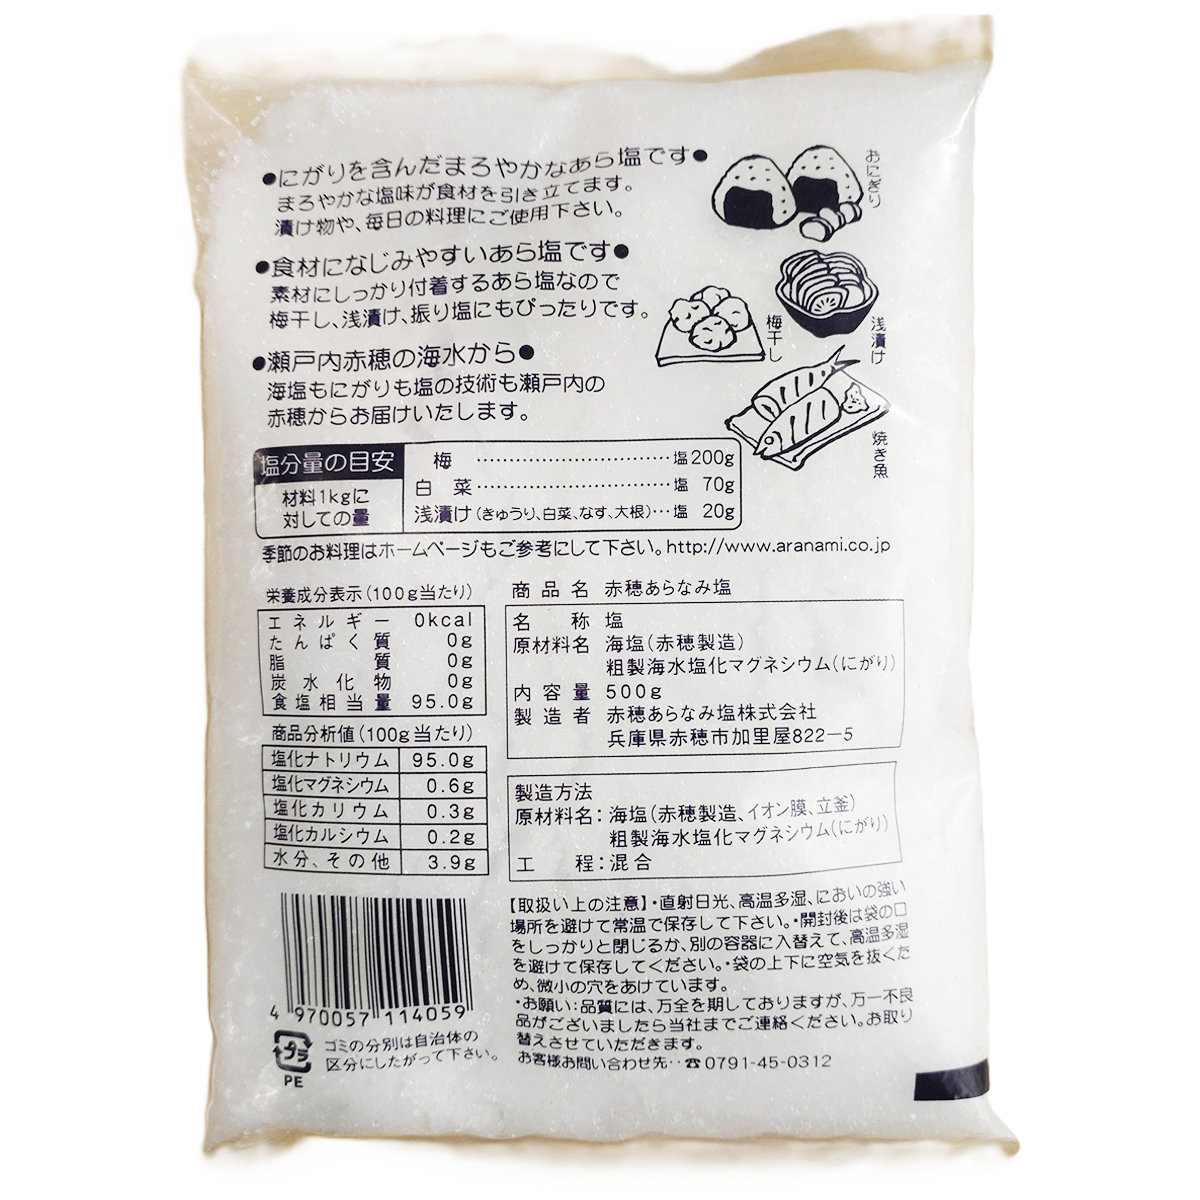 ●にがりを含んだまろやかなあら塩です●
まろやかな塩味が食材を引き立てます。
漬け物や、毎日の料理にご使用下さい。
おにぎり
●食材になじみやすいあら塩です●
素材にしっかり付着するあら塩なので
梅干し、浅漬け、振り塩にもぴったりです。
梅干し
浅漬け
●瀬戸内赤穂の海水から●
海塩もにがりも塩の技術も瀬戸内の
赤穂からお届けいたします。
焼き魚
塩分量の目安
材料1kgに
対しての量
梅 ……………………………塩200g
白菜……………………………塩 70g
浅漬け(きゅうり、白菜、なす、大根)…塩 20g
季節のお料理はホームページもご参考にして下さい。http://www.aranami.co.jp
栄養成分表示(100g当たり)
エネルギー 0kcal
たんぱく質 0g
脂質 0g
炭水化物 0g
食塩相当量 95.0g
商品分析値(100g当たり)
塩化ナトリウム 95.0g
塩化マグネシウム 0.6g
塩化カリウム 0.3g
塩化カルシウム 0.2g
水分、その他 3.9g
商品名 赤穂あらなみ塩
名称 塩
原材料名 海塩(赤穂製造)
粗製海水塩化マグネシウム(にがり)
内容量 500g
製造者 赤穂あらなみ塩株式会社
兵庫県赤穂市加里屋822-5
製造方法
原材料名:海塩(赤穂製造、イオン膜、立釜)
粗製海水塩化マグネシウム(にがり)
工程:混合
【取扱い上の注意】・直射日光、高温多湿、においの強い
場所を避けて常温で保存して下さい。・開封後は袋の口
をしっかりと閉じるか、別の容器に入替えて、高温多湿
を避けて保存してください。・袋の上下に空気を抜くた
め、微小の穴をあけています。
・お願い:品質には、万全を期しておりますが、万一不良
品がございましたら当社までご連絡ください。お取り
替えさせていただきます。
お客様お問い合わせ先‥☎0791-45-0312
4 970057 114059
プラ
PE
ゴミの分別は自治体の
区分にしたがって下さい。